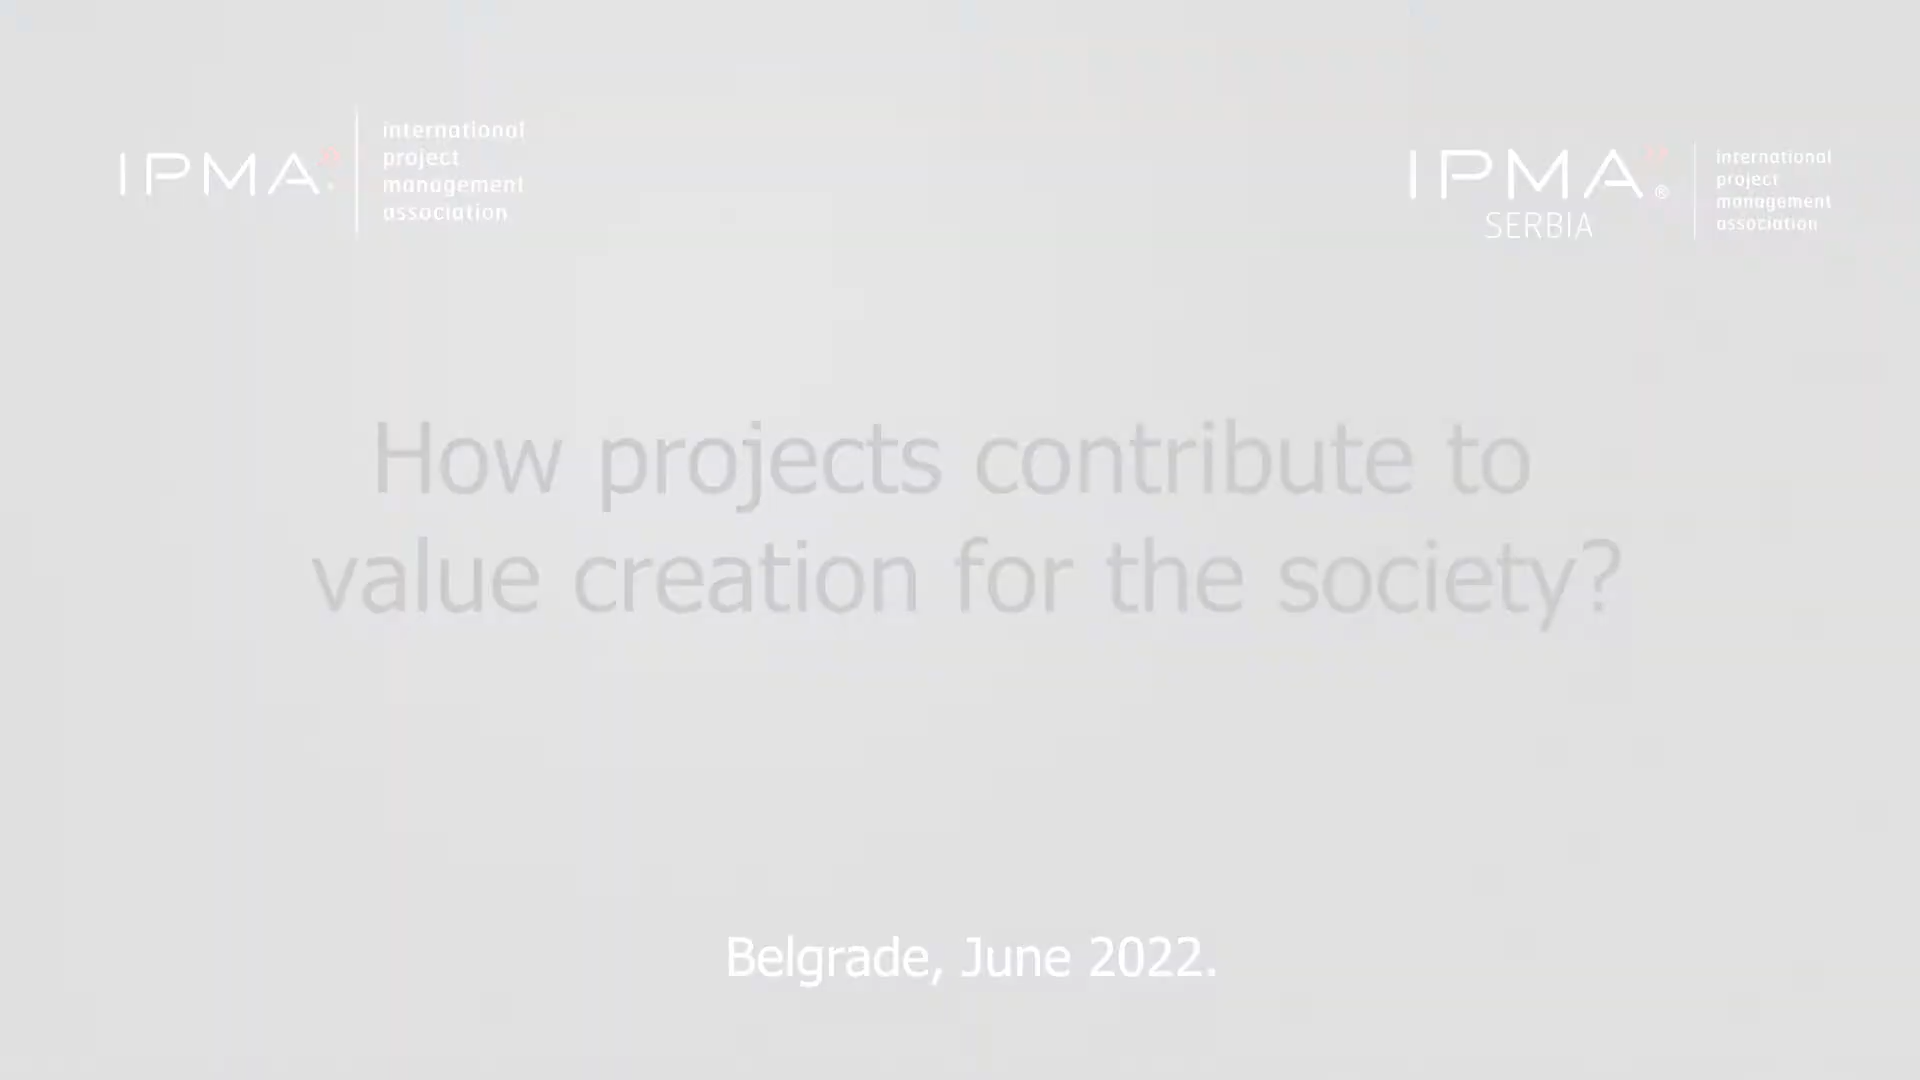 IPMA
international
project
management
association
IPMA®
SERBIA
international
project
management
association
How projects contribute to
value creation for the society?
Belgrade, June 2022.